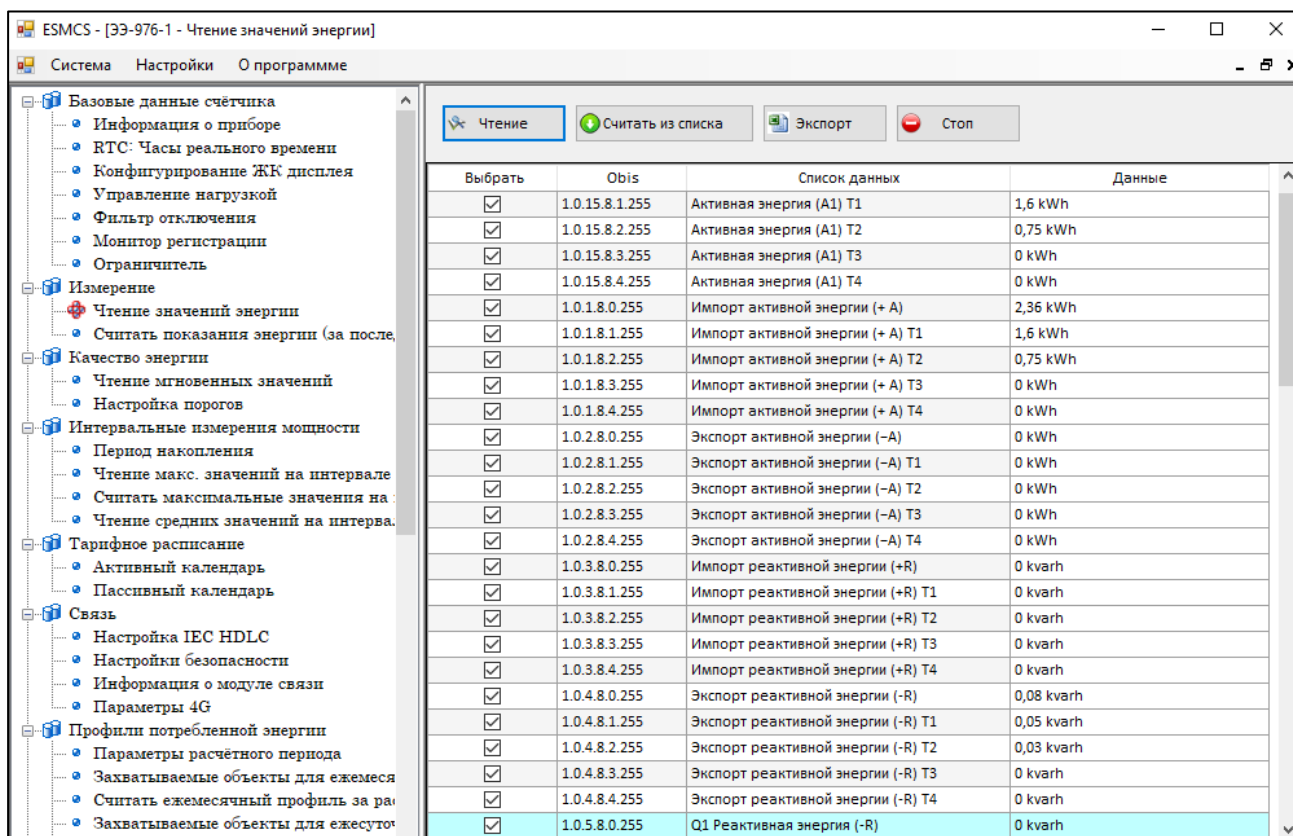 ESMCS - [ЭЭ-976-1 - Чтение значений энергии]
Система Настройки О программме
Базовые данные счётчика
Информация о приборе
RTC: Часы реального времени
Конфигурирование ЖК дисплея
Управление нагрузкой
Фильтр отключения
Монитор регистрации
Ограничитель
Измерение
Чтение значений энергии
Считать показания энергии (за после
Качество энергии
Чтение мгновенных значений
Настройка порогов
Интервальные измерения мощности
Период накопления
Чтение макс. значений на интервале
Считать максимальные значения на
Чтение средних значений на интерва
Тарифное расписание
Активный календарь
Пассивный календарь
Связь
Настройка IEC HDLC
Настройки безопасности
Информация о модуле связи
Параметры 4G
Профили потребленной энергии
Параметры расчётного периода
Захватываемые объекты для ежемеся
Считать ежемесячный профиль за ра
Захватываемые объекты для ежесуточ
Чтение Считать из списка Экспорт Стоп
Выбрать Obis Список данных Данные
1.0.15.8.1.255 Активная энергия (A1) T1 1,6 kWh
1.0.15.8.2.255 Активная энергия (A1) T2 0,75 kWh
1.0.15.8.3.255 Активная энергия (A1) T3 0 kWh
1.0.15.8.4.255 Активная энергия (A1) T4 0 kWh
1.0.1.8.0.255 Импорт активной энергии (+ A) 2,36 kWh
1.0.1.8.1.255 Импорт активной энергии (+ A) T1 1,6 kWh
1.0.1.8.2.255 Импорт активной энергии (+ A) T2 0,75 kWh
1.0.1.8.3.255 Импорт активной энергии (+ A) T3 0 kWh
1.0.1.8.4.255 Импорт активной энергии (+ A) T4 0 kWh
1.0.2.8.0.255 Экспорт активной энергии (−A) 0 kWh
1.0.2.8.1.255 Экспорт активной энергии (−A) T1 0 kWh
1.0.2.8.2.255 Экспорт активной энергии (−A) T2 0 kWh
1.0.2.8.3.255 Экспорт активной энергии (−A) T3 0 kWh
1.0.2.8.4.255 Экспорт активной энергии (−A) T4 0 kWh
1.0.3.8.0.255 Импорт реактивной энергии (+R) 0 kvarh
1.0.3.8.1.255 Импорт реактивной энергии (+R) T1 0 kvarh
1.0.3.8.2.255 Импорт реактивной энергии (+R) T2 0 kvarh
1.0.3.8.3.255 Импорт реактивной энергии (+R) T3 0 kvarh
1.0.3.8.4.255 Импорт реактивной энергии (+R) T4 0 kvarh
1.0.4.8.0.255 Экспорт реактивной энергии (-R) 0,08 kvarh
1.0.4.8.1.255 Экспорт реактивной энергии (-R) T1 0,05 kvarh
1.0.4.8.2.255 Экспорт реактивной энергии (-R) T2 0,03 kvarh
1.0.4.8.3.255 Экспорт реактивной энергии (-R) T3 0 kvarh
1.0.4.8.4.255 Экспорт реактивной энергии (-R) T4 0 kvarh
1.0.5.8.0.255 Q1 Реактивная энергия (-R) 0 kvarh